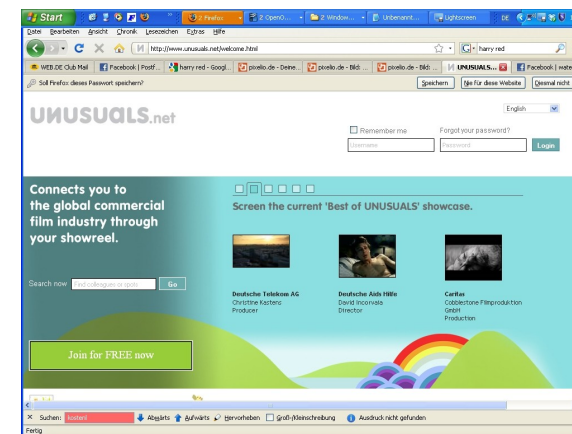 Start
2 Firefox
2 OpenO...
2 Window...
Unbenannt...
Lightscreen
DE
Datei Bearbeiten Ansicht Chronik Lesezeichen Extras Hilfe
http://www.unusuals.net/welcome.html
harry red
WEB.DE Club Mail
Facebook | Postf...
harry red - Googl...
pixelio.de - Deine...
pixelio.de - Bild: ...
pixelio.de - Bild: ...
UNUSUALS...
Facebook | wate
Soll Firefox dieses Passwort speichern?
Speichern
Nie für diese Website
Diesmal nicht
UNUSUALS.net
English
Remember me
Forgot your password?
Username
Password
Login
Connects you to
the global commercial
film industry through
your showreel.
Search now
Find colleagues or spots
Go
Join for FREE now
Screen the current 'Best of UNUSUALS' showcase.
Deutsche Telekom AG
Christine Kastens
Producer
Deutsche Aids Hilfe
David Incorvaia
Director
Caritas
Cobblestone Filmproduktion
GmbH
Production
Suchen:
Abwärts
Aufwärts
Hervorheben
Groß-/Kleinschreibung
Ausdruck nicht gefunden
Fertig